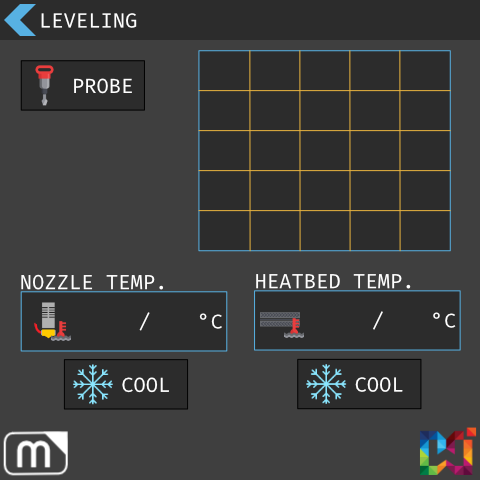 LEVELING
PROBE
NOZZLE TEMP.
HEATBED TEMP.
/ °C
/ °C
COOL
COOL
m